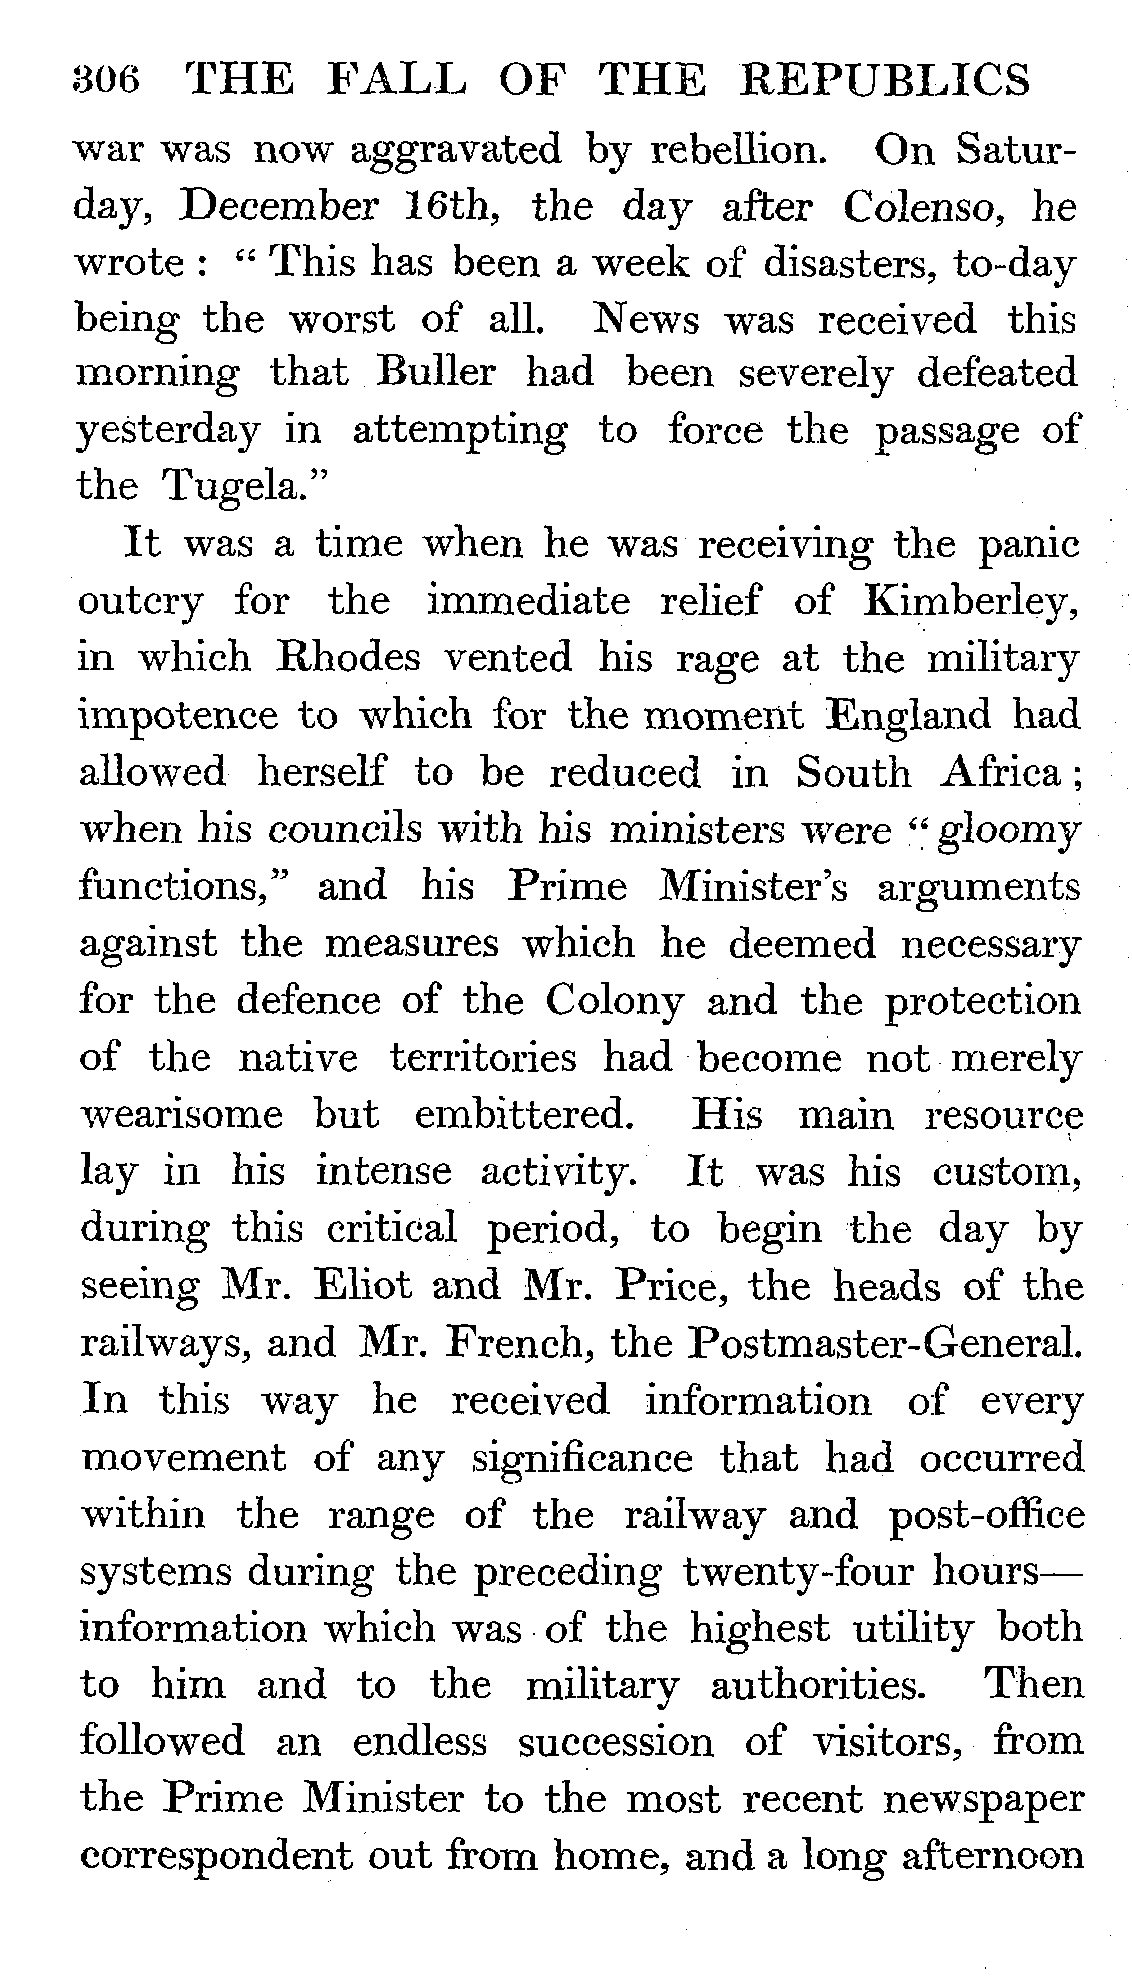 306 THE FALL OF THE REPUBLICS
war was now aggravated by rebellion. On Satur-
day, December 16th, the day after Colenso, he
wrote : “ This has been a week of disasters, to-day
being the worst of all. News was received this
morning that Buller had been severely defeated
yesterday in attempting to force the passage of
the Tugela.”
It was a time when he was receiving the panic
outcry for the immediate relief of Kimberley,
in which Rhodes vented his rage at the military
impotence to which for the moment England had
allowed herself to be reduced in South Africa ;
when his councils with his ministers were “ gloomy
functions,” and his Prime Minister’s arguments
against the measures which he deemed necessary
for the defence of the Colony and the protection
of the native territories had become not merely
wearisome but embittered. His main resource
lay in his intense activity. It was his custom,
during this critical period, to begin the day by
seeing Mr. Eliot and Mr. Price, the heads of the
railways, and Mr. French, the Postmaster-General.
In this way he received information of every
movement of any significance that had occurred
within the range of the railway and post-office
systems during the preceding twenty-four hours—
information which was of the highest utility both
to him and to the military authorities. Then
followed an endless succession of visitors, from
the Prime Minister to the most recent newspaper
correspondent out from home, and a long afternoon